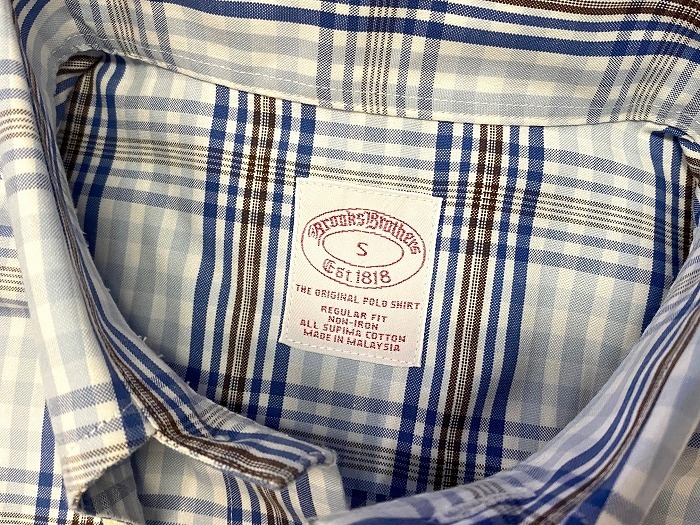 Brooks Brothers
S
Est. 1818
THE ORIGINAL POLO SHIRT
REGULAR FIT
NON-IRON
ALL SUPIMA COTTON
MADE IN MALAYSIA